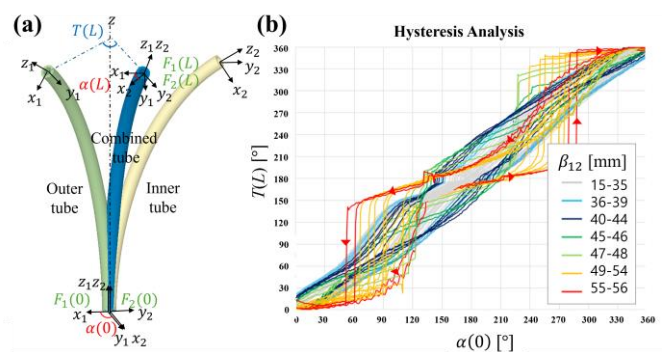 (a)
z
T(L)
z₁
x₁
y₁
α(L)
z₁ z₂
x₁
x₂
y₁
y₂
F₁(L)
F₂(L)
z₂
y₂
x₂
Combined
tube
Outer
tube
Inner
tube
z₁z₂
F₁(0)
F₂(0)
x₁
y₂
α(0)
y₁
x₂
(b)
Hysteresis Analysis
T(L) [°]
360
330
300
270
240
210
180
150
120
90
60
30
0
0
30
60
90
120
150
180
210
240
270
300
330
360
α(0) [°]
β₁₂ [mm]
15-35
36-39
40-44
45-46
47-48
49-54
55-56